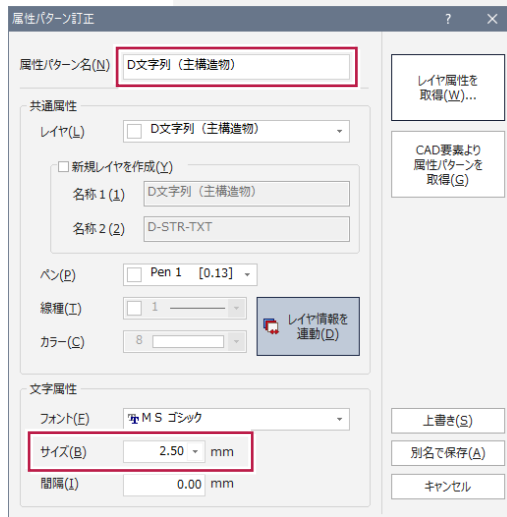 属性パターン訂正 ? ×
属性パターン名(N) D文字列（主構造物）
レイヤ属性を
取得(W)...
共通属性
レイヤ(L) D文字列（主構造物）
CAD要素より
属性パターンを
取得(G)
新規レイヤを作成(Y)
名称1(1) D文字列（主構造物）
名称2(2) D-STR-TXT
ペン(P) Pen 1 [0.13]
線種(T) 1
カラー(C) 8
レイヤ情報を
連動(D)
文字属性
フォント(F) MS ゴシック
上書き(S)
サイズ(B) 2.50 mm
別名で保存(A)
間隔(I) 0.00 mm
キャンセル